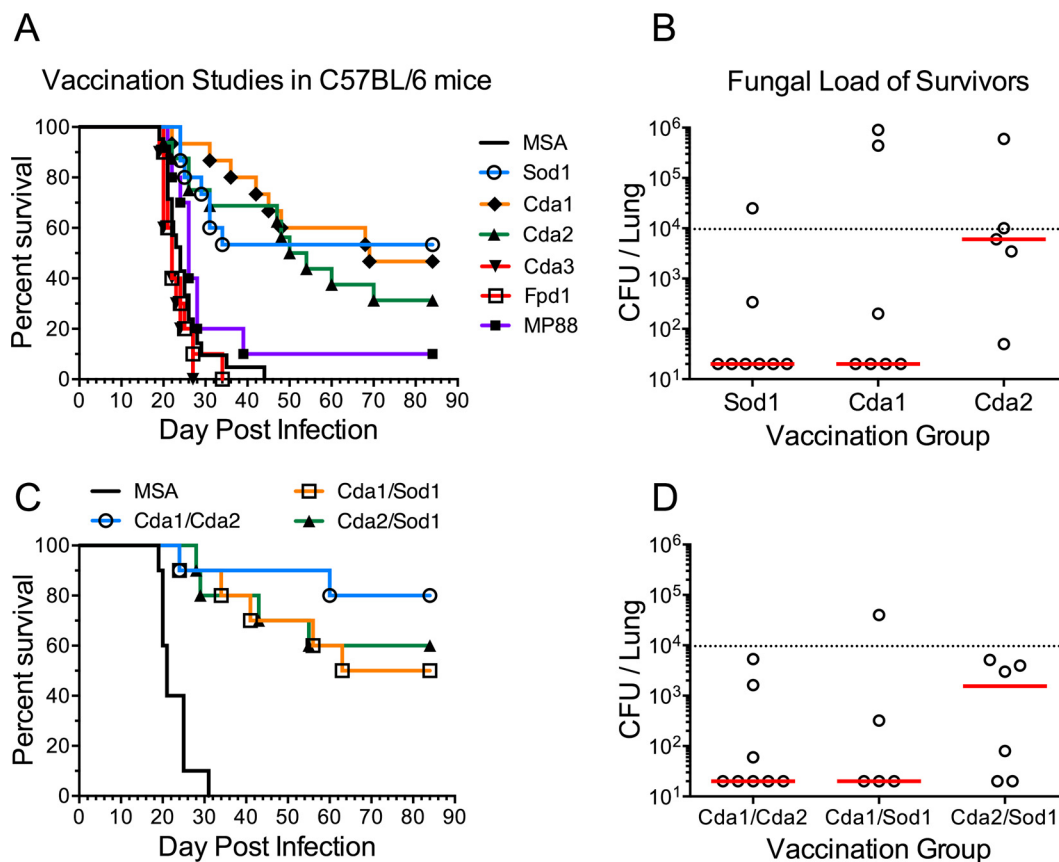 A
Vaccination Studies in C57BL/6 mice
Percent survival
100
80
60
40
20
0
0 10 20 30 40 50 60 70 80 90
Day Post Infection
MSA
Sod1
Cda1
Cda2
Cda3
Fpd1
MP88
B
Fungal Load of Survivors
CFU / Lung
10⁶
10⁵
10⁴
10³
10²
10¹
Sod1 Cda1 Cda2
Vaccination Group
C
MSA Cda1/Sod1
Cda1/Cda2 Cda2/Sod1
Percent survival
100
80
60
40
20
0
0 10 20 30 40 50 60 70 80 90
Day Post Infection
D
CFU / Lung
10⁶
10⁵
10⁴
10³
10²
10¹
Cda1/Cda2 Cda1/Sod1 Cda2/Sod1
Vaccination Group